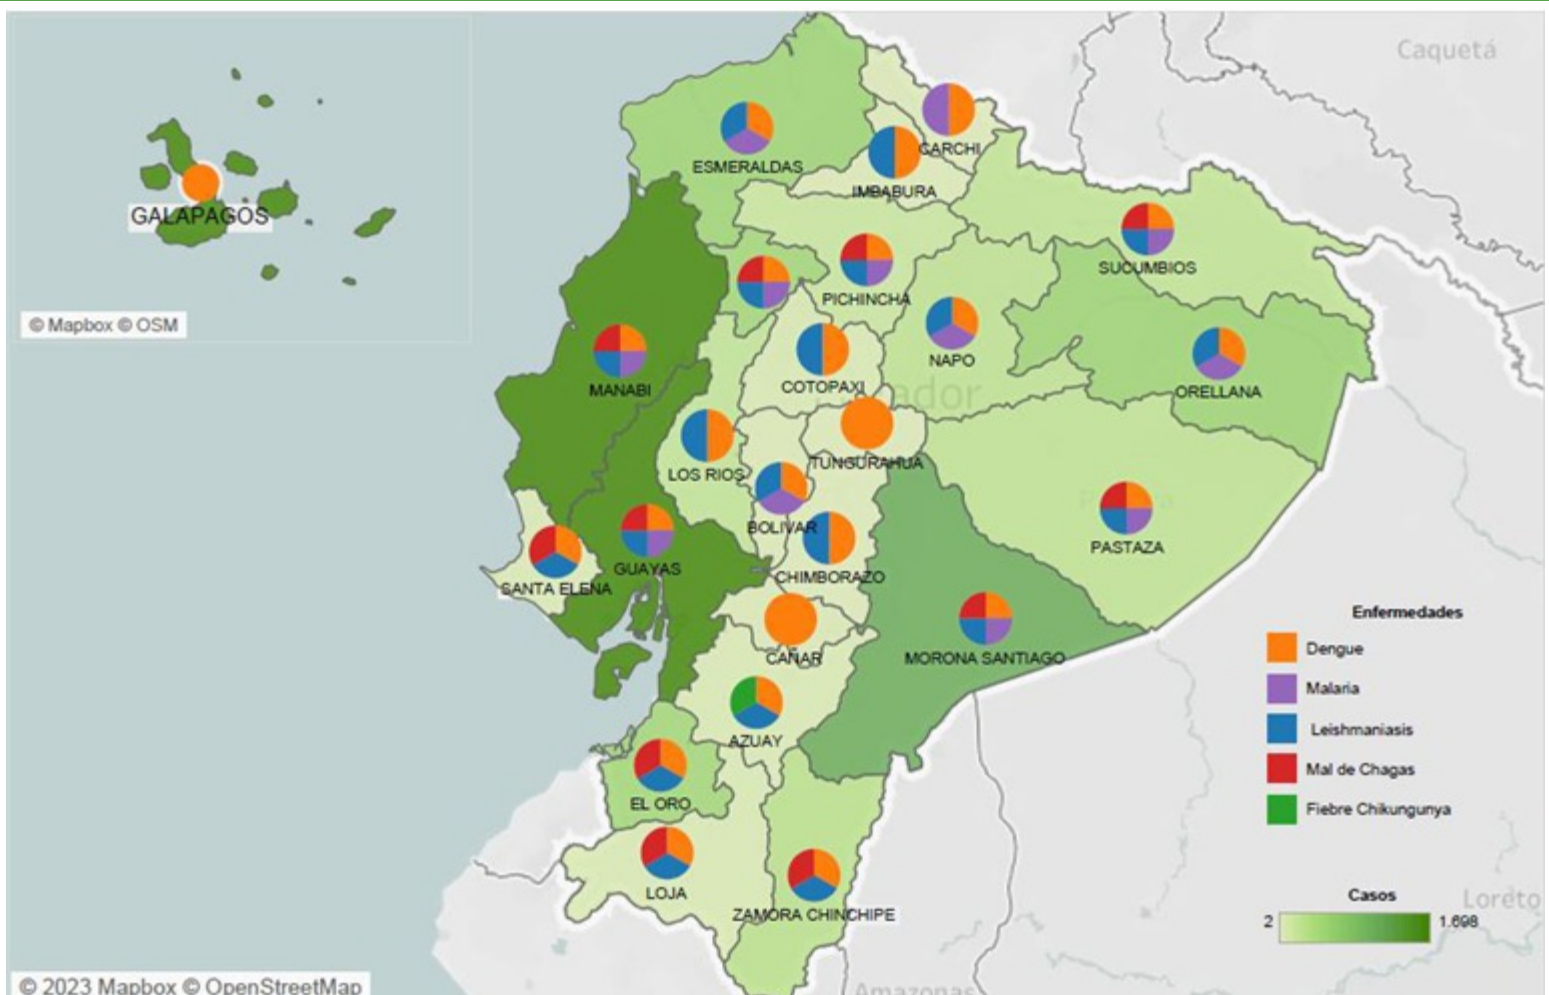 Caquetá
CARCHI
ESMERALDAS
IMBABURA
GALAPAGOS
SUCUMBIOS
PICHINCHA
© Mapbox © OSM
NAPO
MANABI
COTOPAXI
ORELLANA
ador
TUNGURAHUA
LOS RIOS
BOLIVAR
PASTAZA
GUAYAS
CHIMBORAZO
SANTA ELENA
CAÑAR
MORONA SANTIAGO
AZUAY
EL ORO
LOJA
ZAMORA CHINCHIPE
Enfermedades
Dengue
Malaria
Leishmaniasis
Mal de Chagas
Fiebre Chikungunya
Casos
2
1.698
Loreto
Amazonas
© 2023 Mapbox © OpenStreetMap